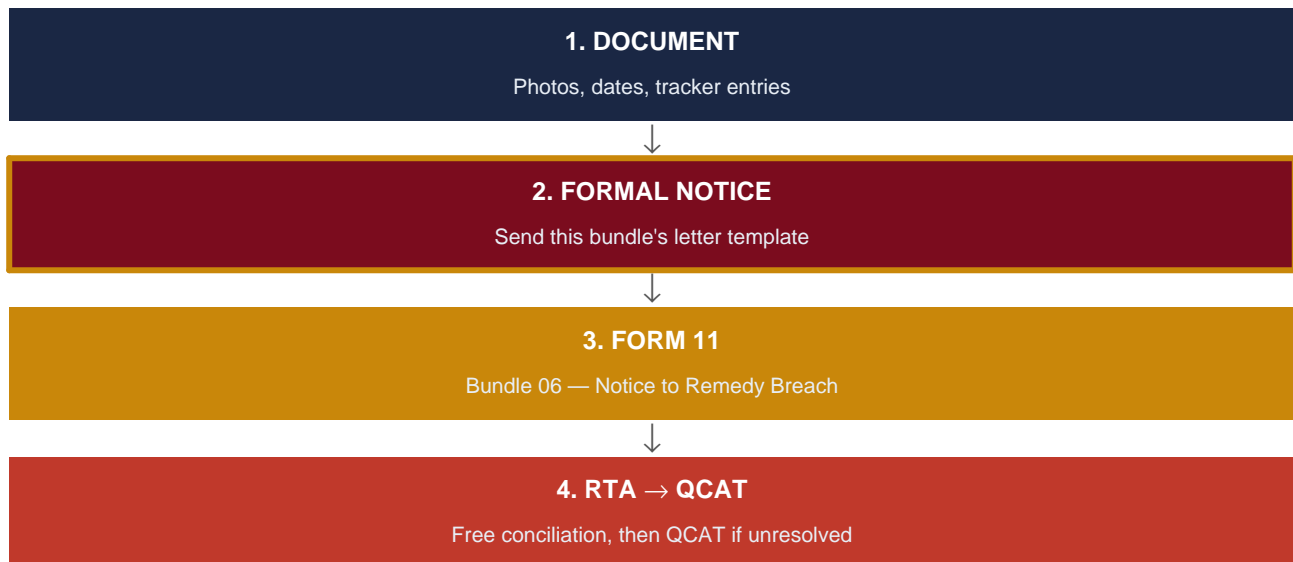 1. DOCUMENT
Photos, dates, tracker entries
2. FORMAL NOTICE
Send this bundle's letter template
3. FORM 11
Bundle 06 — Notice to Remedy Breach
4. RTA → QCAT
Free conciliation, then QCAT if unresolved